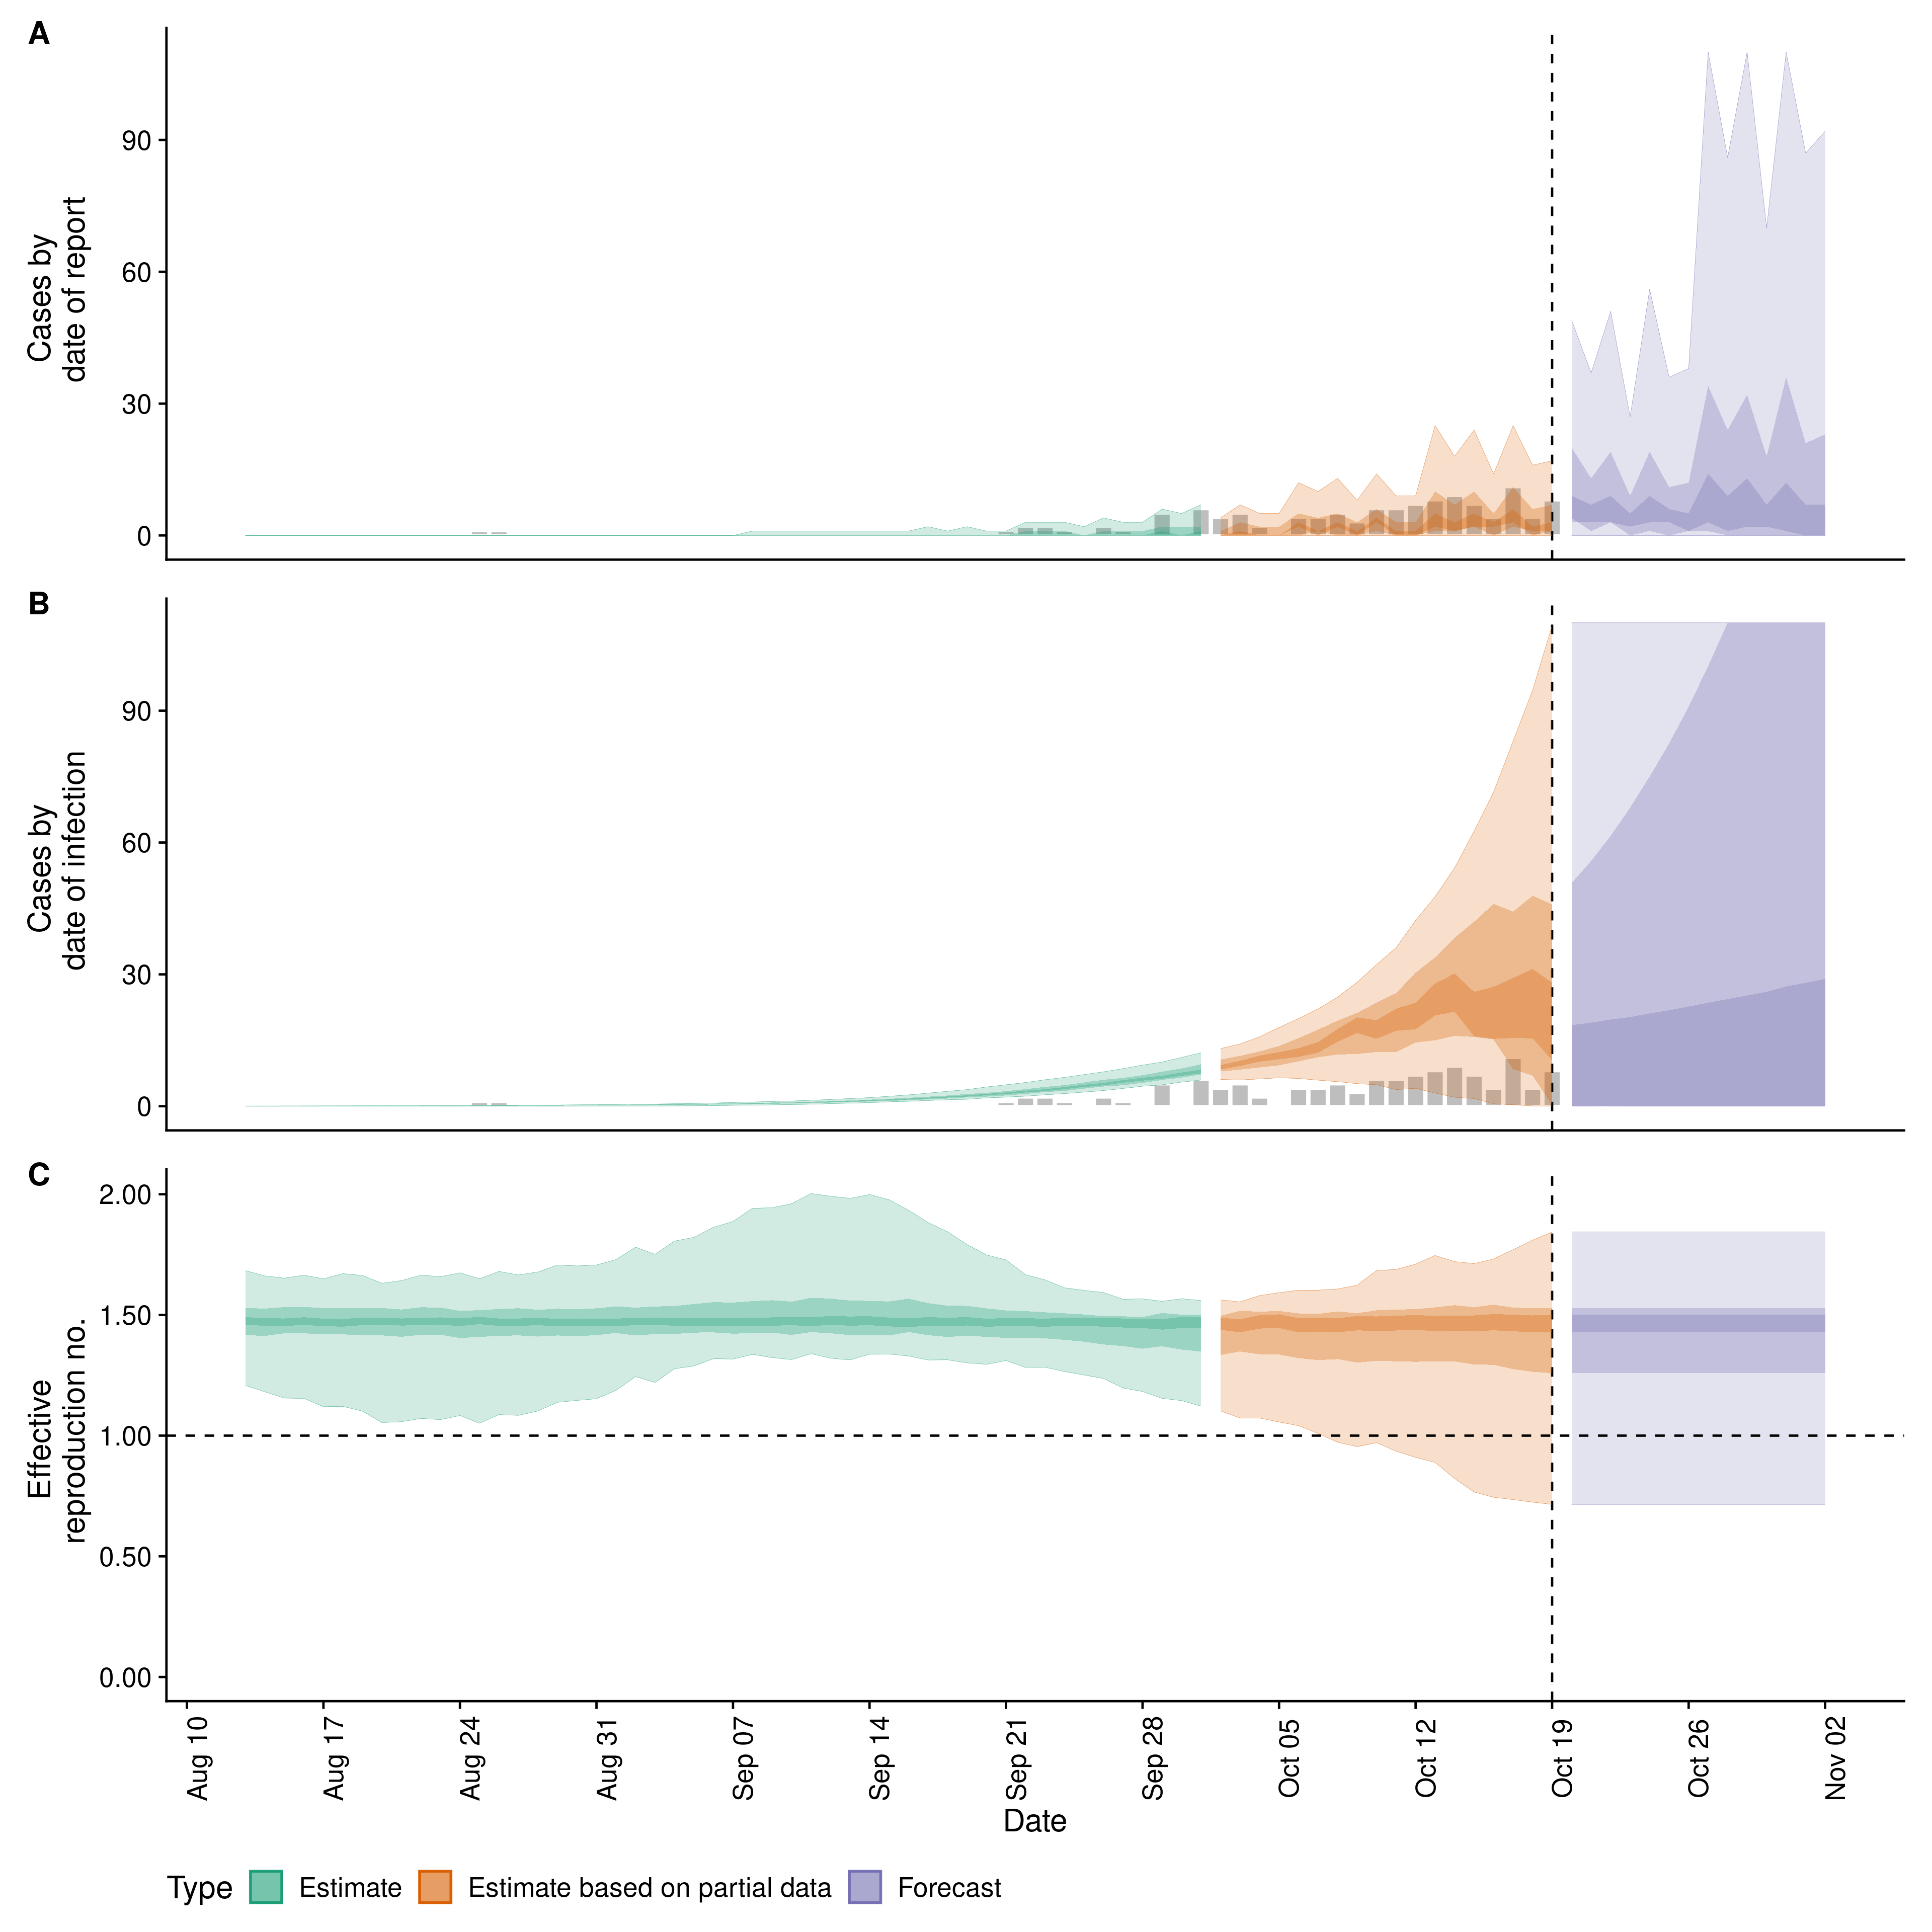 A
Cases by
date of report
90
60
30
0
B
Cases by
date of infection
90
60
30
0
C
Effective
reproduction no.
2.00
1.50
1.00
0.50
0.00
Aug 10
Aug 17
Aug 24
Aug 31
Sep 07
Sep 14
Sep 21
Sep 28
Oct 05
Oct 12
Oct 19
Oct 26
Nov 02
Date
Type Estimate Estimate based on partial data Forecast